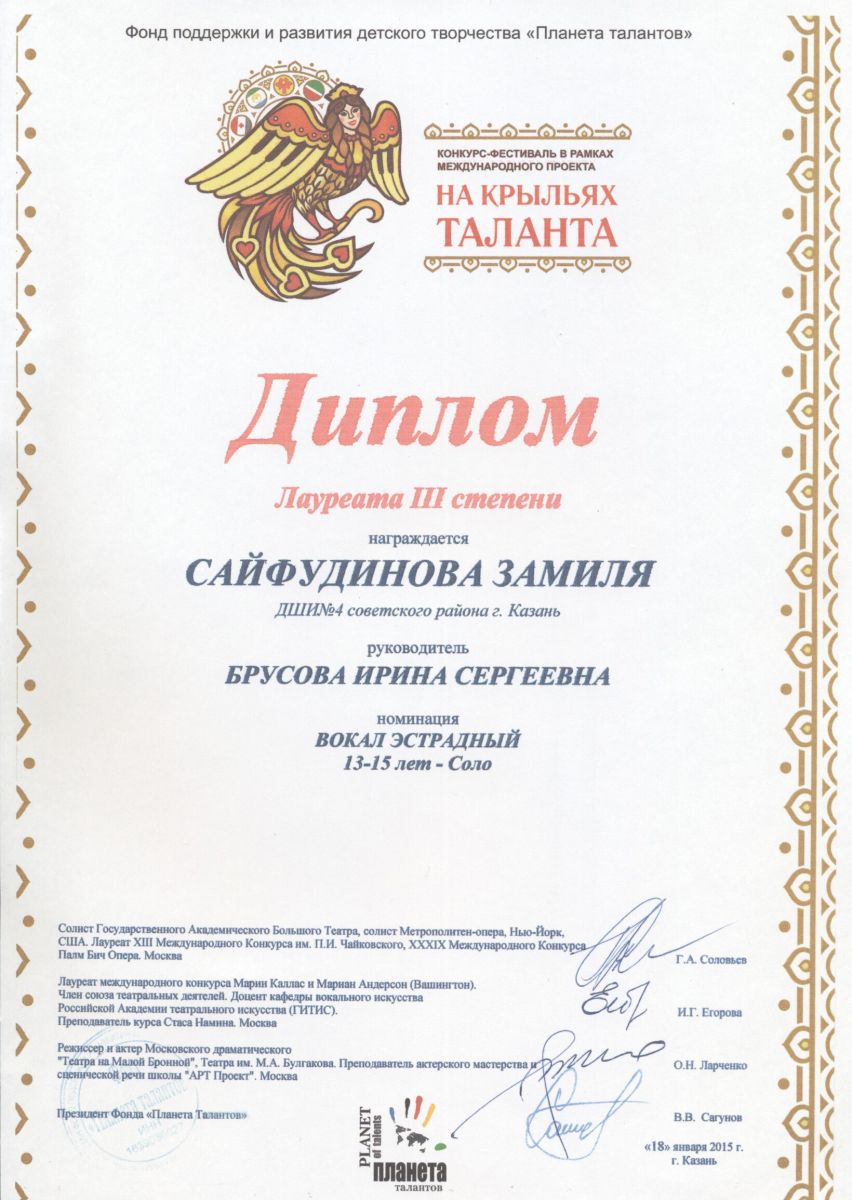 Фонд поддержки и развития детского творчества «Планета талантов»
КОНКУРС-ФЕСТИВАЛЬ В РАМКАХ
МЕЖДУНАРОДНОГО ПРОЕКТА
НА КРЫЛЬЯХ
ТАЛАНТА
Диплом
Лауреата III степени
награждается
САЙФУДИНОВА ЗАМИЛЯ
ДШИ№4 советского района г. Казань
руководитель
БРУСОВА ИРИНА СЕРГЕЕВНА
номинация
ВОКАЛ ЭСТРАДНЫЙ
13-15 лет - Соло
Солист Государственного Академического Большого Театра, солист Метрополитен-опера, Нью-Йорк,
США. Лауреат XIII Международного Конкурса им. П.И. Чайковского, XXXIX Международного Конкурса
Палм Бич Опера. Москва
Г.А. Соловьев
Лауреат международного конкурса Марии Каллас и Мариан Андерсон (Вашингтон).
Член союза театральных деятелей. Доцент кафедры вокального искусства
Российской Академии театрального искусства (ГИТИС).
Преподаватель курса Стаса Намина. Москва
И.Г. Егорова
Режиссер и актер Московского драматического
"Театра на Малой Бронной", Театра им. М.А. Булгакова. Преподаватель актерского мастерства и
сценической речи школы "АРТ Проект". Москва
О.Н. Ларченко
Президент Фонда «Планета Талантов»
В.В. Сагунов
PLANET
of talents
планета
талантов
«18» января 2015 г.
г. Казань